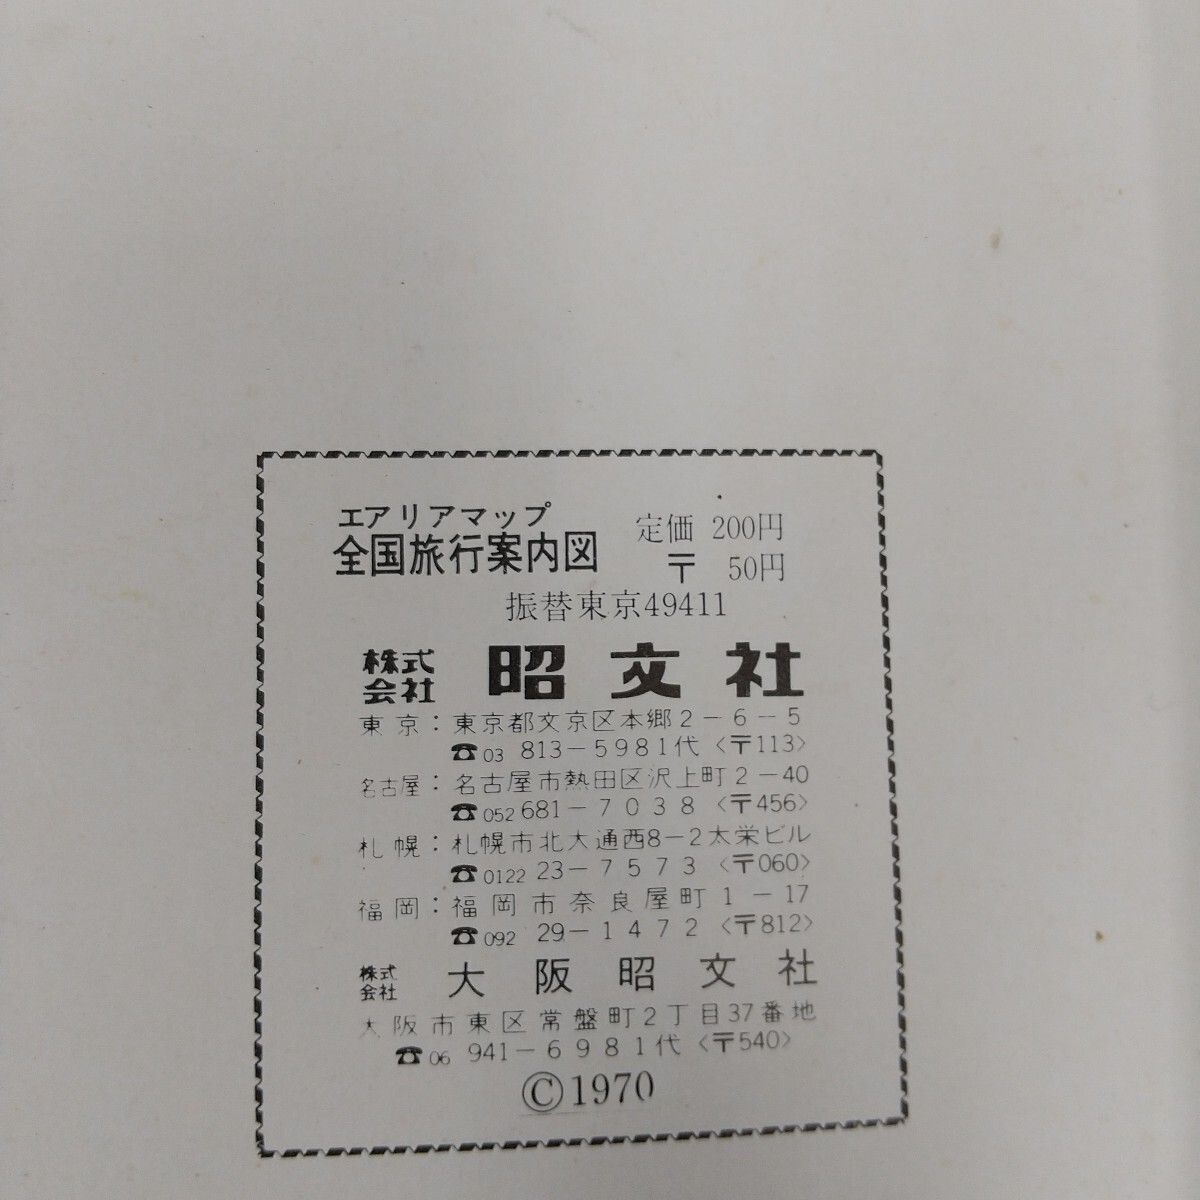 エアリアマップ
全国旅行案内図
定価 200円
〒 50円
振替東京49411
株式会社 昭文社
東京：東京都文京区本郷2-6-5
☎03 813-5981代〈〒113〉
名古屋：名古屋市熱田区沢上町2-40
☎052 681-7038〈〒456〉
札幌：札幌市北大通西8-2太栄ビル
☎0122 23-7573〈〒060〉
福岡：福岡市奈良屋町1-17
☎092 29-1472〈〒812〉
株式会社 大阪昭文社
大阪市東区常盤町2丁目37番地
☎06 941-6981代〈〒540〉
©1970